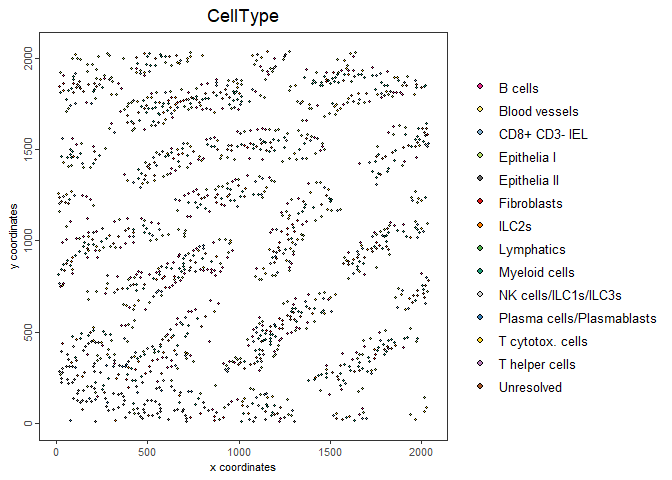 CellType
2000
1500
1000
500
0
y coordinates
0
500
1000
1500
2000
x coordinates
B cells
Blood vessels
CD8+ CD3- IEL
Epithelia I
Epithelia II
Fibroblasts
ILC2s
Lymphatics
Myeloid cells
NK cells/ILC1s/ILC3s
Plasma cells/Plasmablasts
T cytotox. cells
T helper cells
Unresolved